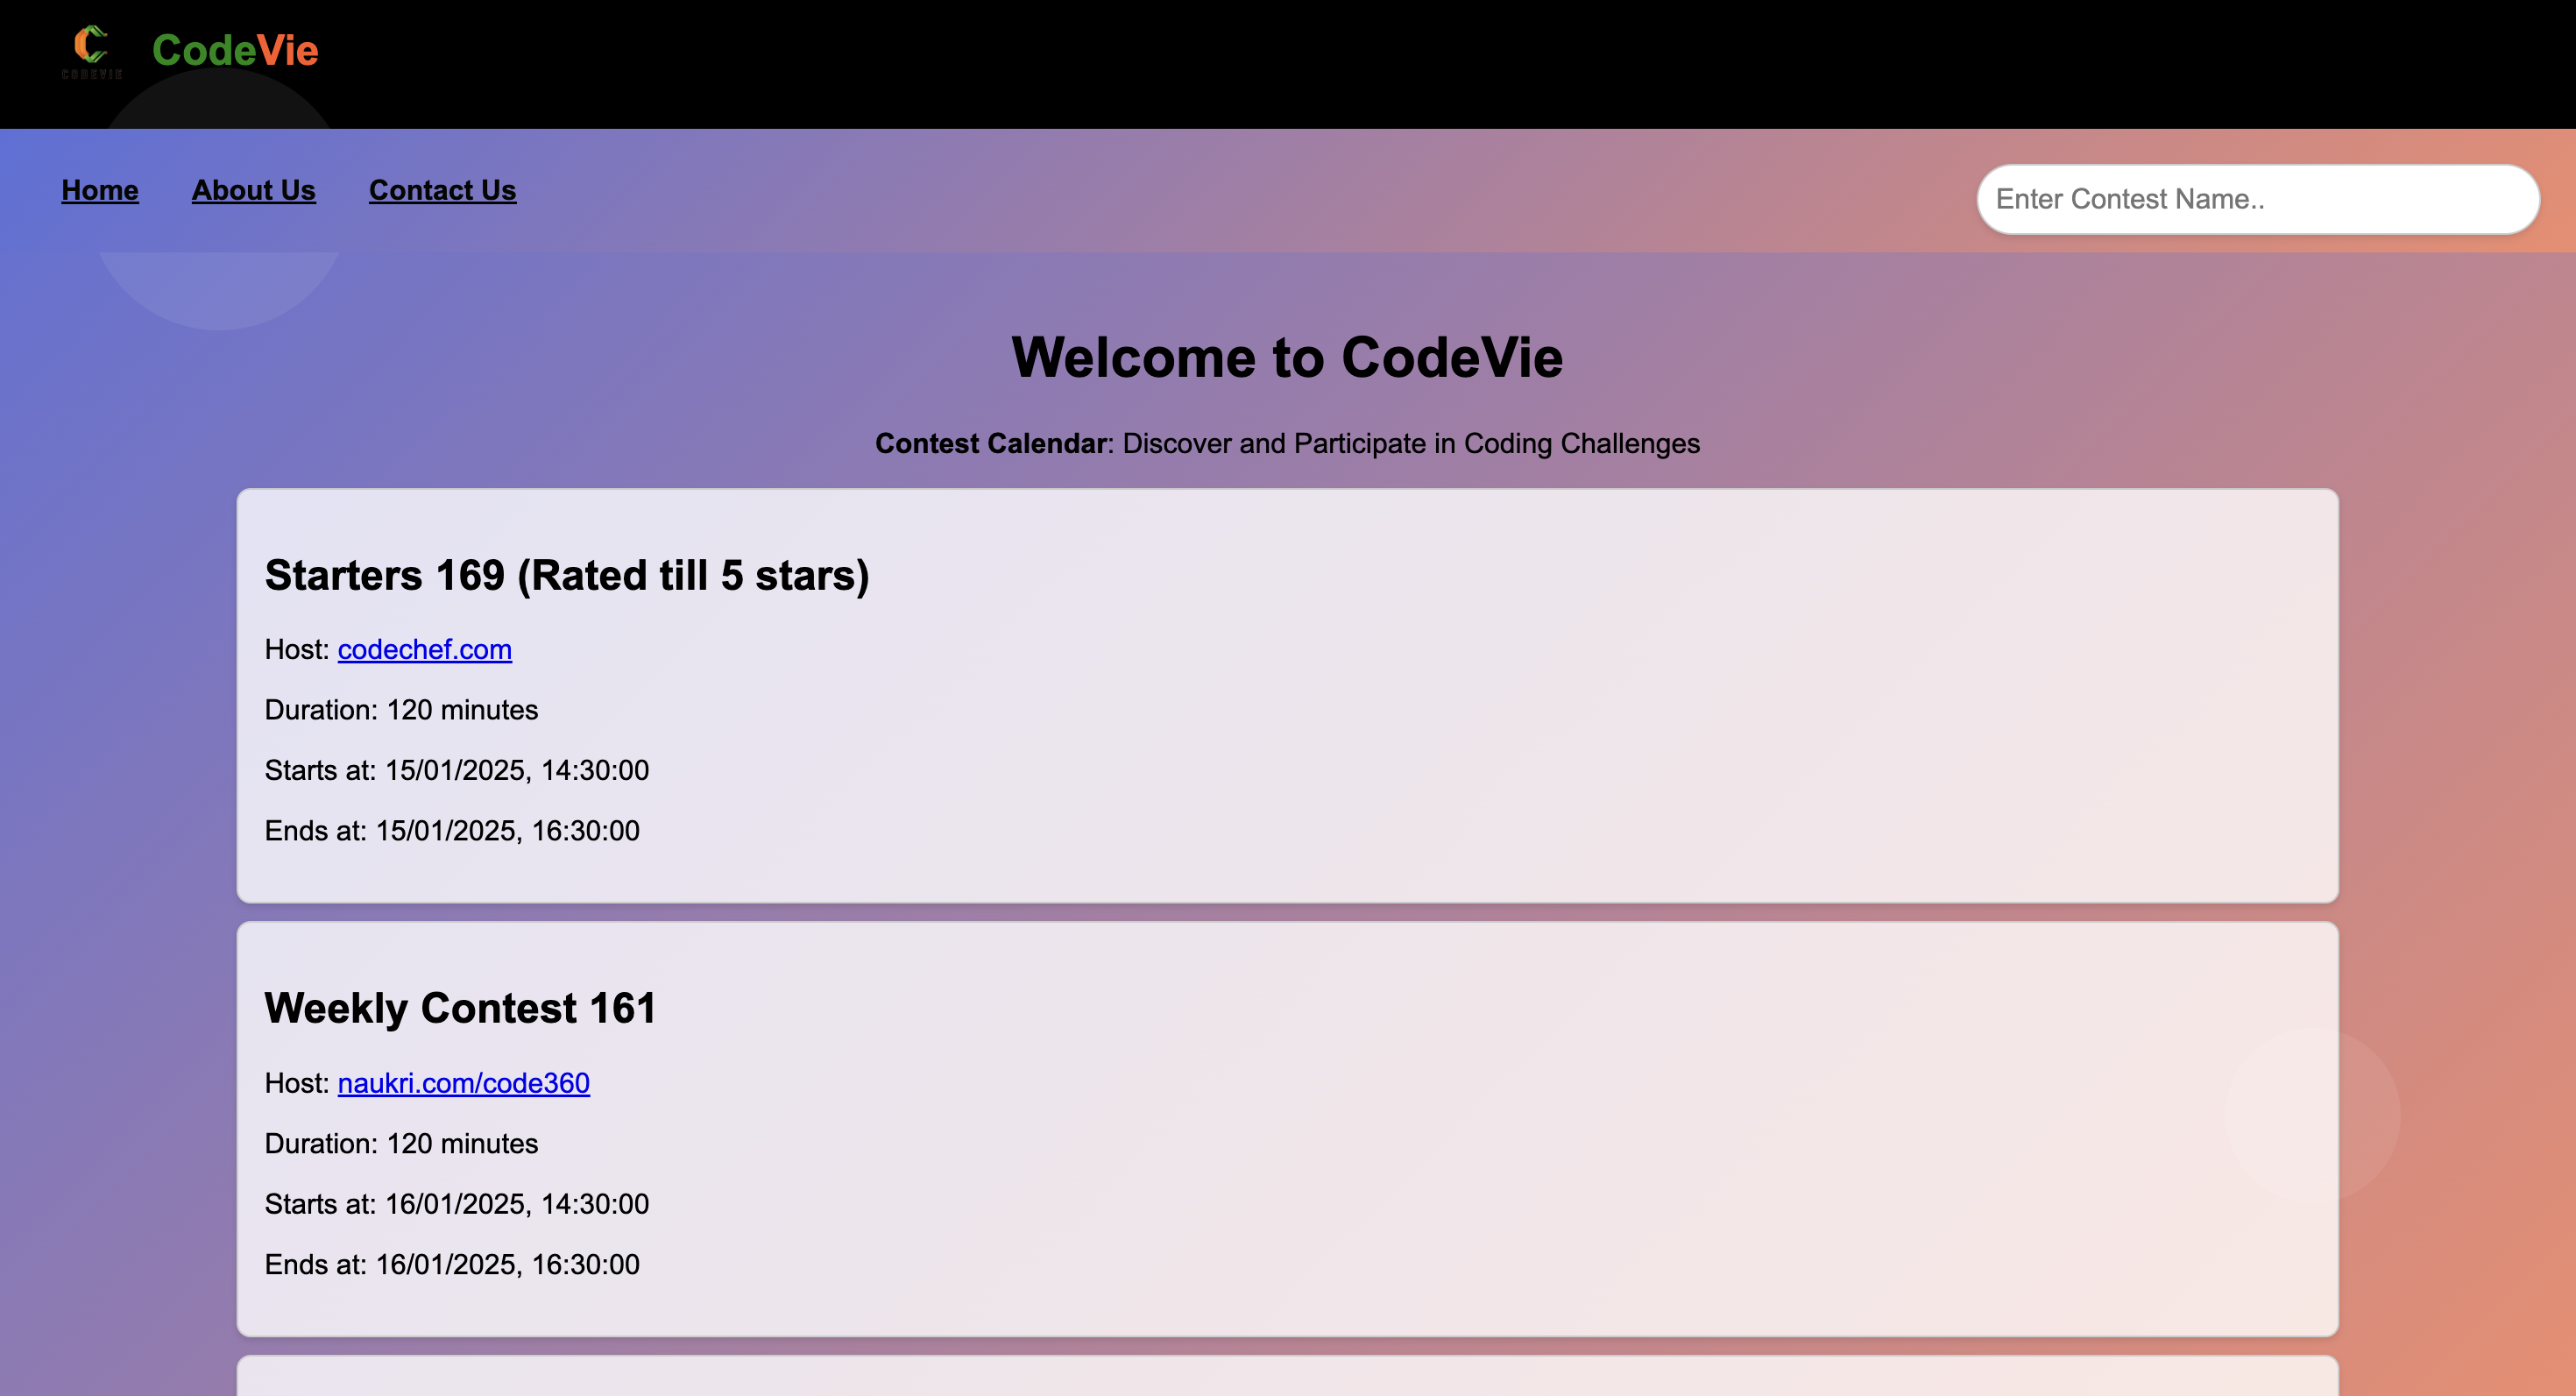 CODEVIE
CodeVie
Home About Us Contact Us
Enter Contest Name..
Welcome to CodeVie
Contest Calendar: Discover and Participate in Coding Challenges
Starters 169 (Rated till 5 stars)
Host: codechef.com
Duration: 120 minutes
Starts at: 15/01/2025, 14:30:00
Ends at: 15/01/2025, 16:30:00
Weekly Contest 161
Host: naukri.com/code360
Duration: 120 minutes
Starts at: 16/01/2025, 14:30:00
Ends at: 16/01/2025, 16:30:00